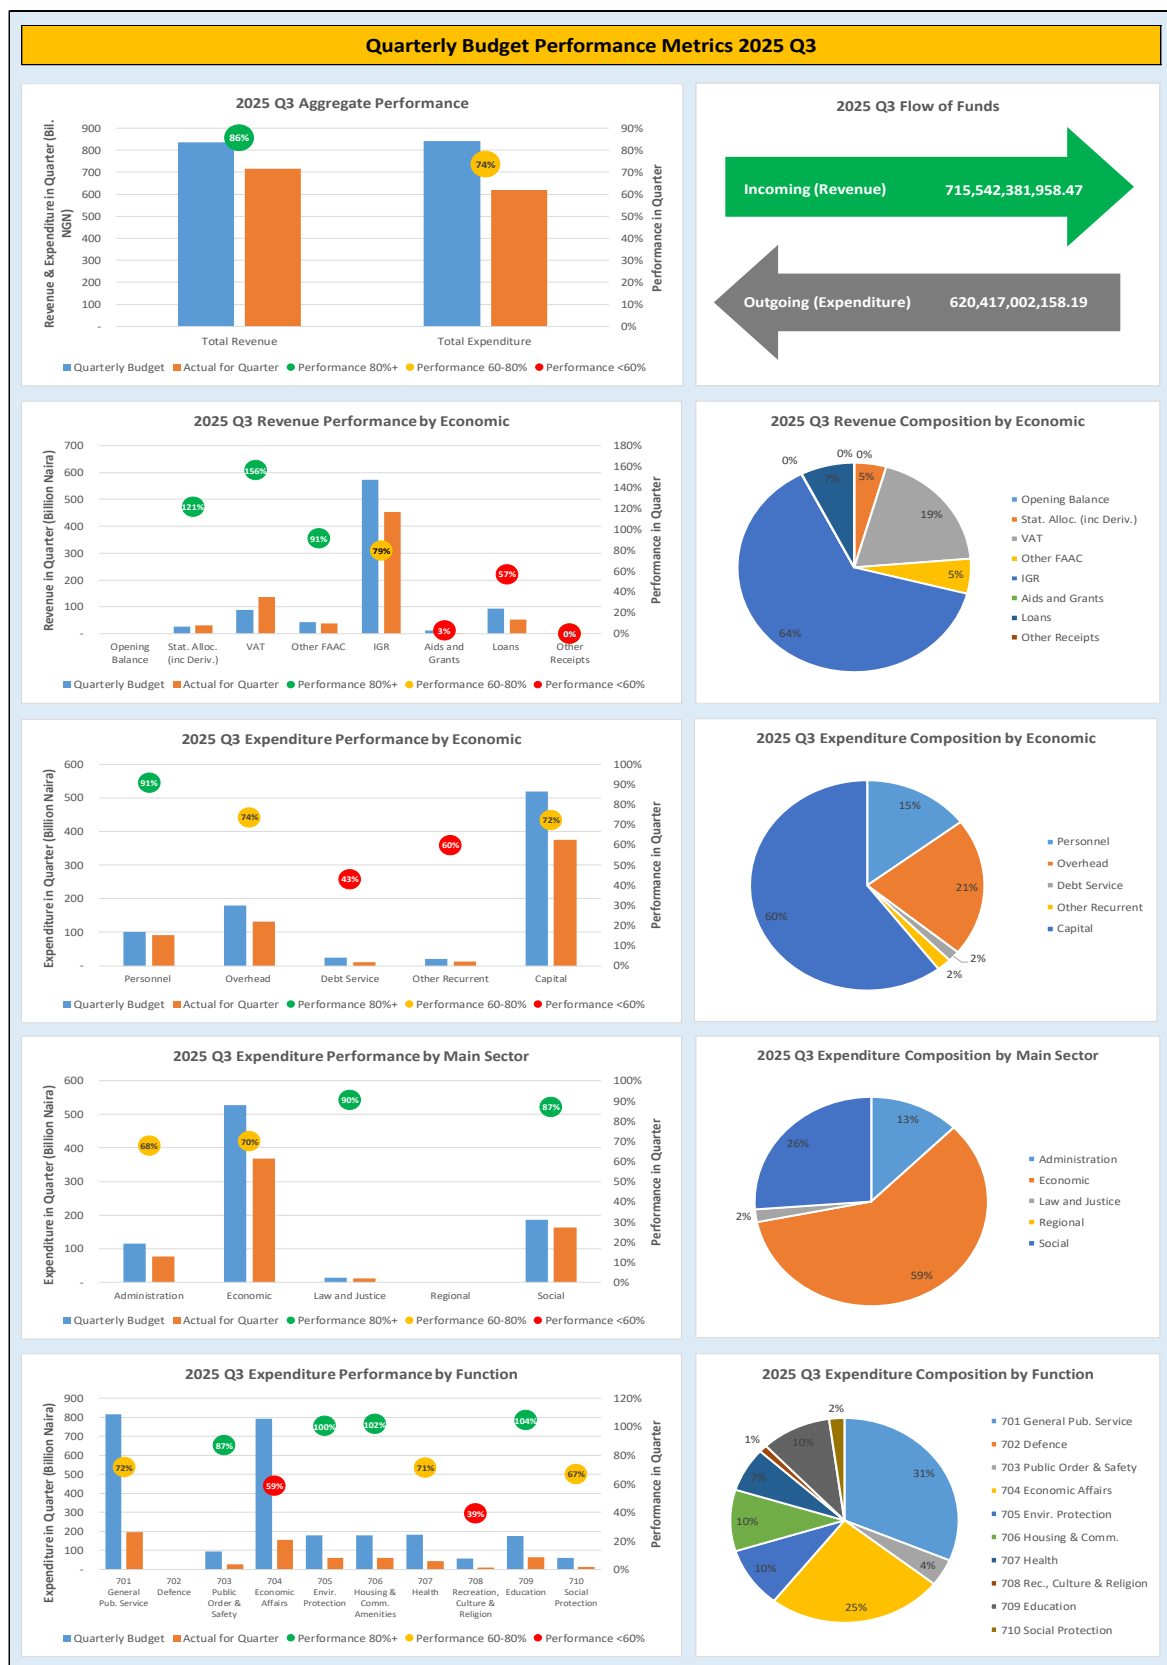 Quarterly Budget Performance Metrics 2025 Q3
2025 Q3 Aggregate Performance
Revenue & Expenditure in Quarter (Bil. NGN)
900
800
700
600
500
400
300
200
100
-
86%
74%
90%
80%
70%
60%
50%
40%
30%
20%
10%
0%
Performance in Quarter
Total Revenue
Total Expenditure
Quarterly Budget
Actual for Quarter
Performance 80%+
Performance 60-80%
Performance <60%
2025 Q3 Flow of Funds
Incoming (Revenue) 715,542,381,958.47
Outgoing (Expenditure) 620,417,002,158.19
2025 Q3 Revenue Performance by Economic
Revenue in Quarter (Billion Naira)
700
600
500
400
300
200
100
-
121%
156%
91%
79%
3%
57%
0%
180%
160%
140%
120%
100%
80%
60%
40%
20%
0%
Performance in Quarter
Opening Balance
Stat. Alloc. (inc Deriv.)
VAT
Other FAAC
IGR
Aids and Grants
Loans
Other Receipts
Quarterly Budget
Actual for Quarter
Performance 80%+
Performance 60-80%
Performance <60%
2025 Q3 Revenue Composition by Economic
0%
0%
0%
7%
5%
19%
5%
64%
Opening Balance
Stat. Alloc. (inc Deriv.)
VAT
Other FAAC
IGR
Aids and Grants
Loans
Other Receipts
2025 Q3 Expenditure Performance by Economic
Expenditure in Quarter (Billion Naira)
600
500
400
300
200
100
-
91%
74%
43%
60%
72%
100%
90%
80%
70%
60%
50%
40%
30%
20%
10%
0%
Performance in Quarter
Personnel
Overhead
Debt Service
Other Recurrent
Capital
Quarterly Budget
Actual for Quarter
Performance 80%+
Performance 60-80%
Performance <60%
2025 Q3 Expenditure Composition by Economic
15%
21%
2%
2%
60%
Personnel
Overhead
Debt Service
Other Recurrent
Capital
2025 Q3 Expenditure Performance by Main Sector
Expenditure in Quarter (Billion Naira)
600
500
400
300
200
100
-
68%
70%
90%
87%
100%
90%
80%
70%
60%
50%
40%
30%
20%
10%
0%
Performance in Quarter
Administration
Economic
Law and Justice
Regional
Social
Quarterly Budget
Actual for Quarter
Performance 80%+
Performance 60-80%
Performance <60%
2025 Q3 Expenditure Composition by Main Sector
13%
26%
2%
59%
Administration
Economic
Law and Justice
Regional
Social
2025 Q3 Expenditure Performance by Function
Expenditure in Quarter (Billion Naira)
900
800
700
600
500
400
300
200
100
-
72%
87%
59%
100%
102%
71%
39%
104%
67%
120%
100%
80%
60%
40%
20%
0%
Performance in Quarter
701 General Pub. Service
702 Defence
703 Public Order & Safety
704 Economic Affairs
705 Envir. Protection
706 Housing & Comm. Amenities
707 Health
708 Recreation, Culture & Religion
709 Education
710 Social Protection
Quarterly Budget
Actual for Quarter
Performance 80%+
Performance 60-80%
Performance <60%
2025 Q3 Expenditure Composition by Function
2%
10%
1%
7%
31%
10%
4%
10%
25%
701 General Pub. Service
702 Defence
703 Public Order & Safety
704 Economic Affairs
705 Envir. Protection
706 Housing & Comm.
707 Health
708 Rec., Culture & Religion
709 Education
710 Social Protection